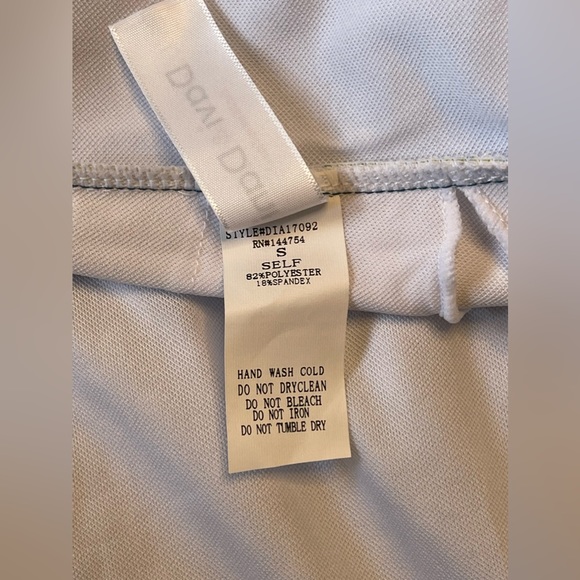 STYLE#DIA17092
RN#144754
S
SELF
82%POLYESTER
18%SPANDEX
HAND WASH COLD
DO NOT DRYCLEAN
DO NOT BLEACH
DO NOT IRON
DO NOT TUMBLE DRY